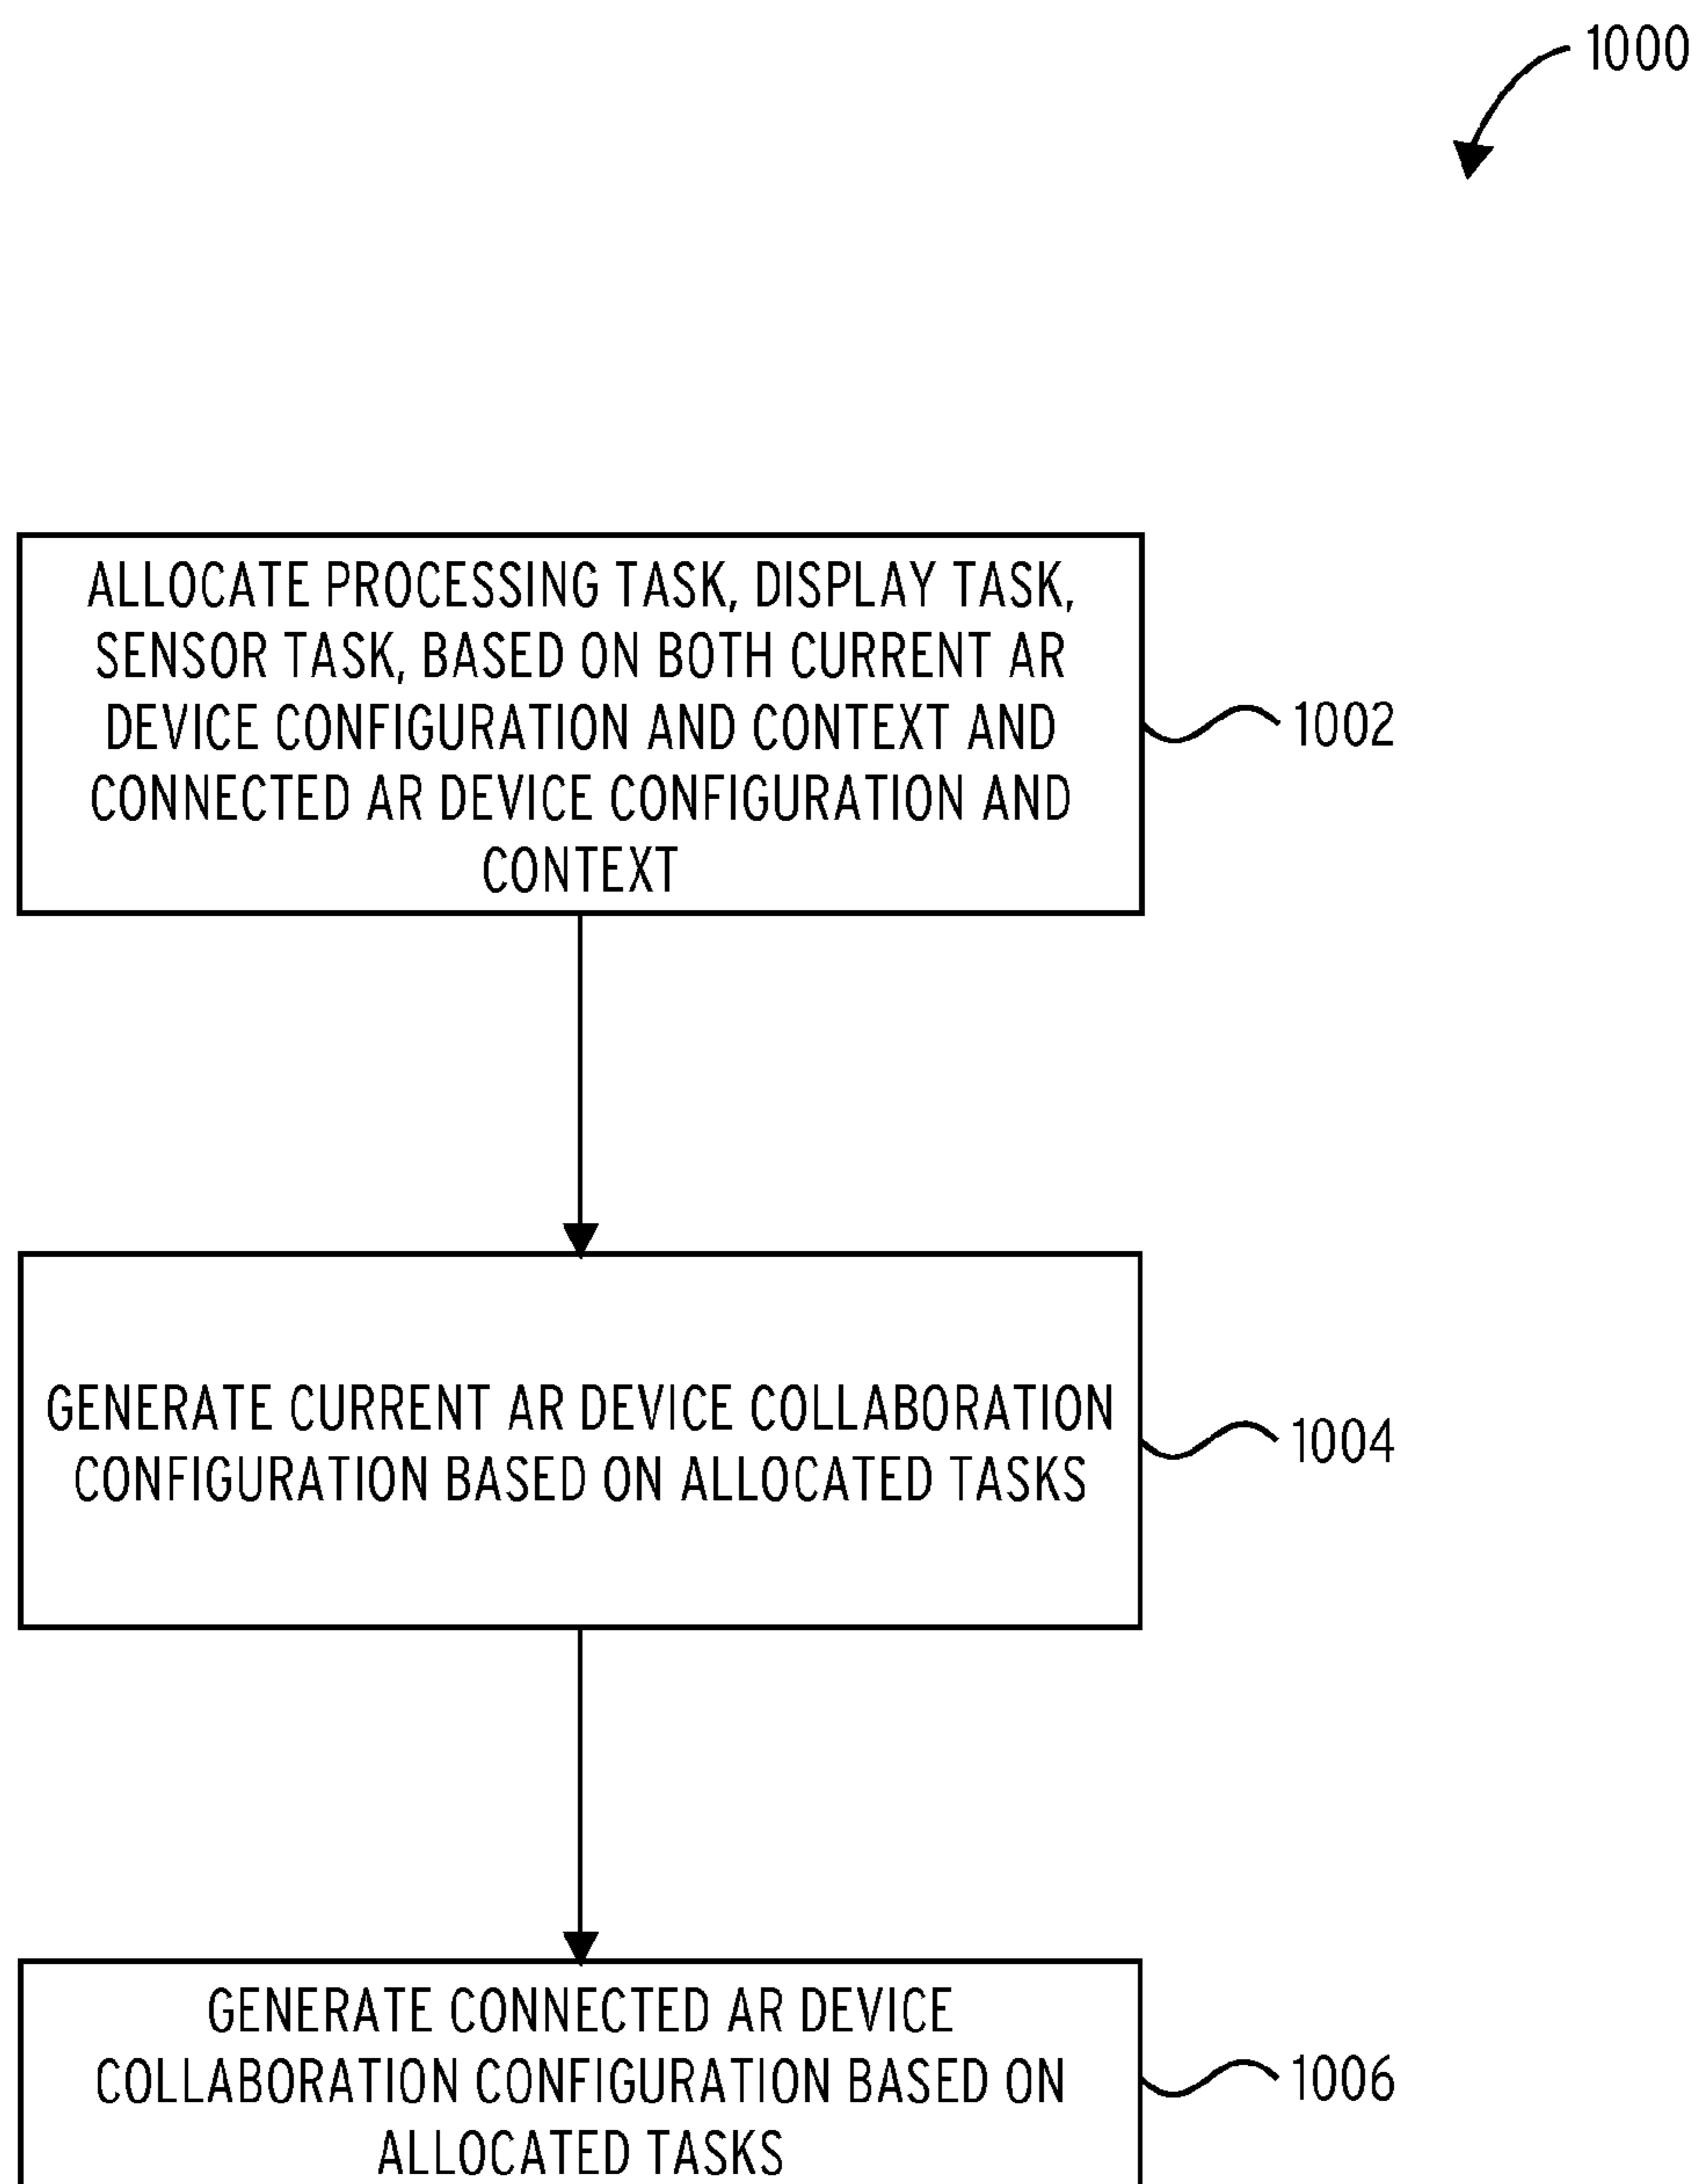 1000
ALLOCATE PROCESSING TASK, DISPLAY TASK,
SENSOR TASK, BASED ON BOTH CURRENT AR
DEVICE CONFIGURATION AND CONTEXT AND
CONNECTED AR DEVICE CONFIGURATION AND
CONTEXT
1002
GENERATE CURRENT AR DEVICE COLLABORATION
CONFIGURATION BASED ON ALLOCATED TASKS
1004
GENERATE CONNECTED AR DEVICE
COLLABORATION CONFIGURATION BASED ON
ALLOCATED TASKS
1006